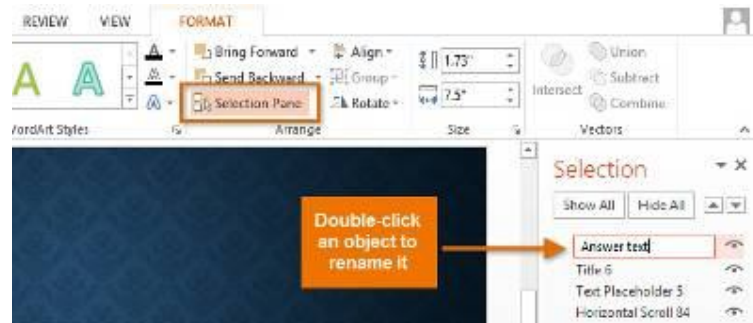 REVIEW VIEW FORMAT
A A A Bring Forward Align 1.73" Union
A Send Backward Group Intersect Subtract
A Selection Pane Rotate 7.5" Combine
WordArt Styles Arrange Size Vectors
Selection
Show All Hide All
Double-click
an object to
rename it
Answer text
Title 6
Text Placeholder 5
Horizontal Scroll 84